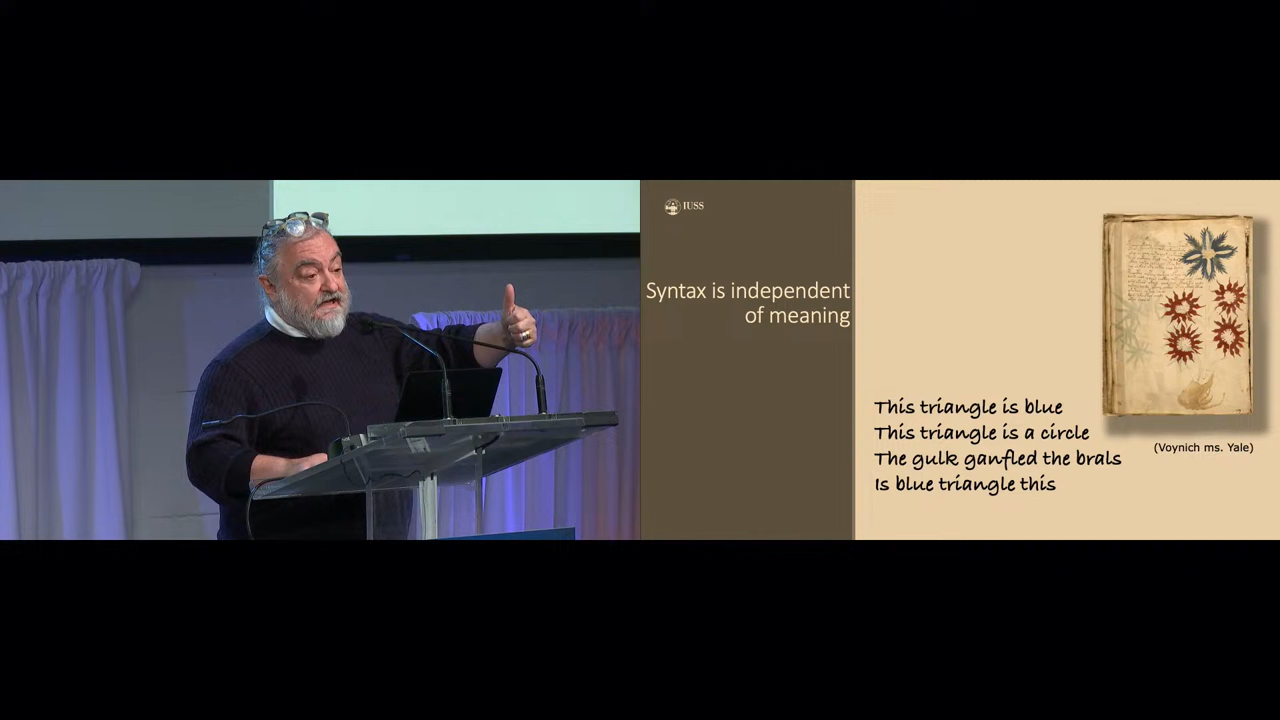 IUSS
Syntax is independent
of meaning
This triangle is blue
This triangle is a circle
The gulk ganfled the brals
Is blue triangle this
(Voynich ms. Yale)